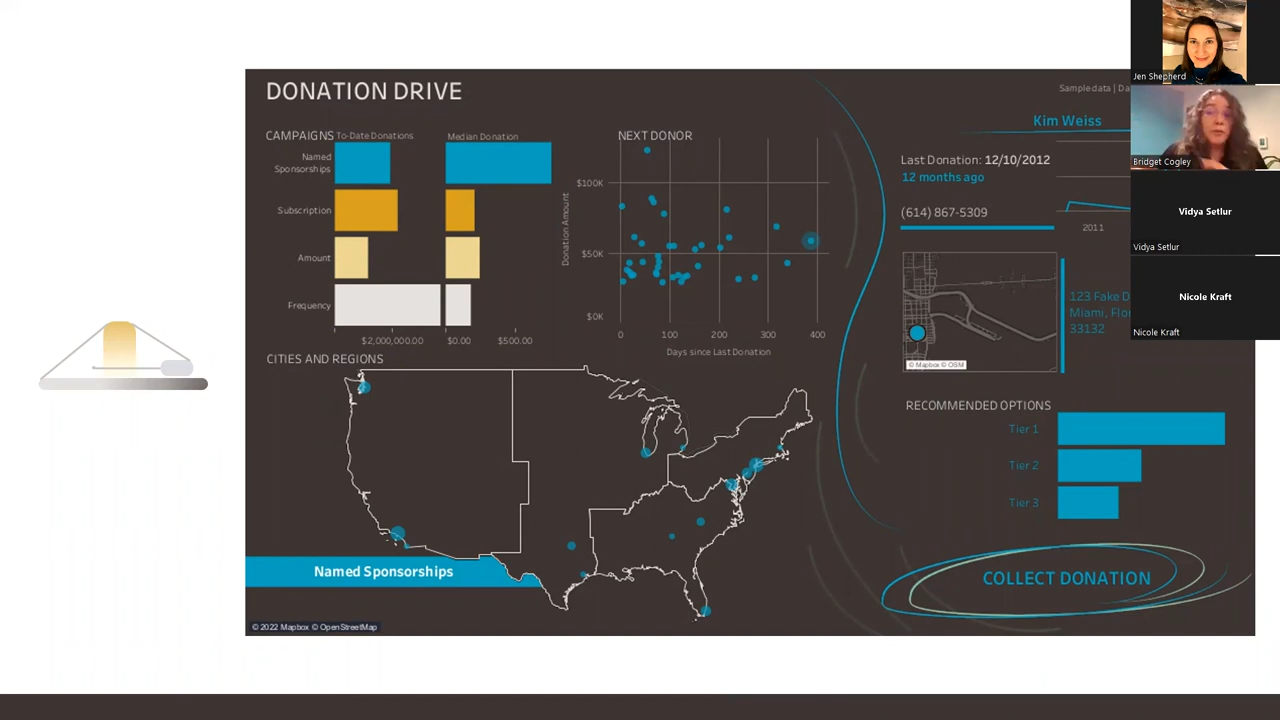 DONATION DRIVE
CAMPAIGNS
To-Date Donations
Median Donation
Named
Sponsorships
Subscription
Amount
Frequency
$2,000,000.00
$0.00
$500.00
NEXT DONOR
Donation Amount
$100K
$50K
$0K
0
100
200
300
400
Days since Last Donation
CITIES AND REGIONS
Named Sponsorships
© 2022 Mapbox © OpenStreetMap
Sample data |
Kim Weiss
Last Donation: 12/10/2012
12 months ago
(614) 867-5309
2011
© Mapbox © OSM
123 Fake
Miami,
33132
RECOMMENDED OPTIONS
Tier 1
Tier 2
Tier 3
COLLECT DONATION
Jen Shepherd
Bridget Cogley
Vidya Setlur
Vidya Setlur
Nicole Kraft
Nicole Kraft